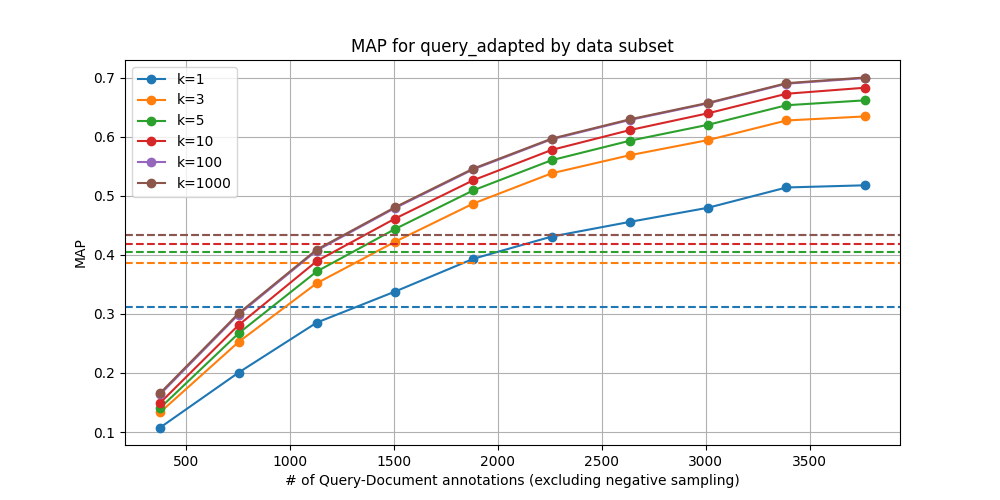 MAP for query_adapted by data subset
k=1
k=3
k=5
k=10
k=100
k=1000
MAP
0.7
0.6
0.5
0.4
0.3
0.2
0.1
500
1000
1500
2000
2500
3000
3500
# of Query-Document annotations (excluding negative sampling)